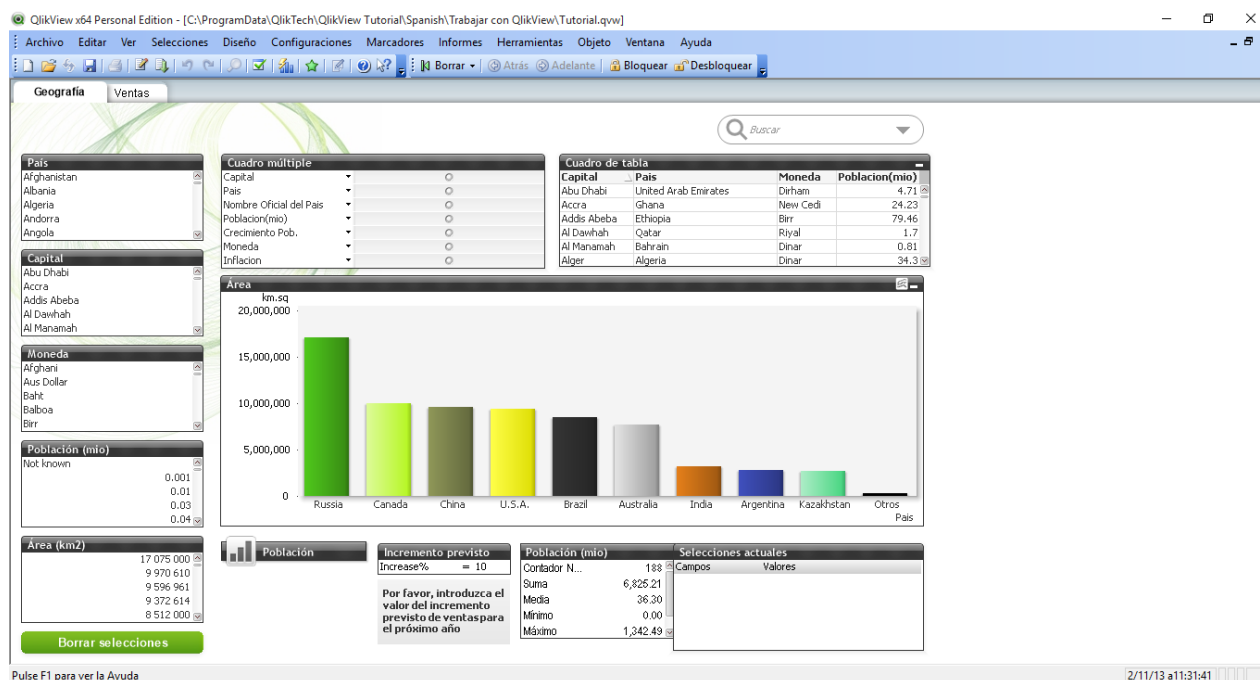 QlikView x64 Personal Edition - [C:\ProgramData\QlikTech\QlikView Tutorial\Spanish\Trabajar con QlikView\Tutorial.qvw]
Archivo Editar Ver Selecciones Diseño Configuraciones Marcadores Informes Herramientas Objeto Ventana Ayuda
Borrar Atrás Adelante Bloquear Desbloquear
Geografía Ventas
Buscar
País
Afghanistan
Albania
Algeria
Andorra
Angola
Capital
Abu Dhabi
Accra
Addis Abeba
Al Dawhah
Al Manamah
Moneda
Afghani
Aus Dollar
Baht
Balboa
Birr
Población (mio)
Not known
0.001
0.01
0.03
0.04
Área (km2)
17 075 000
9 970 610
9 596 961
9 372 614
8 512 000
Borrar selecciones
Cuadro múltiple
Capital
Pais
Nombre Oficial del Pais
Poblacion(mio)
Crecimiento Pob.
Moneda
Inflacion
Cuadro de tabla
Capital Pais Moneda Poblacion(mio)
Abu Dhabi United Arab Emirates Dirham 4.71
Accra Ghana New Cedi 24.23
Addis Abeba Ethiopia Birr 79.46
Al Dawhah Qatar Riyal 1.7
Al Manamah Bahrain Dinar 0.81
Alger Algeria Dinar 34.3
Área
km.sq
20,000,000
15,000,000
10,000,000
5,000,000
0
Russia Canada China U.S.A. Brazil Australia India Argentina Kazakhstan Otros
Pais
Población
Incremento previsto
Increase% = 10
Por favor, introduzca el
valor del incremento
previsto de ventaspara
el próximo año
Población (mio)
Contador N... 188
Suma 6,825.21
Media 36.30
Mínimo 0.00
Máximo 1,342.49
Selecciones actuales
Campos Valores
Pulse F1 para ver la Ayuda
2/11/13 a11:31:41